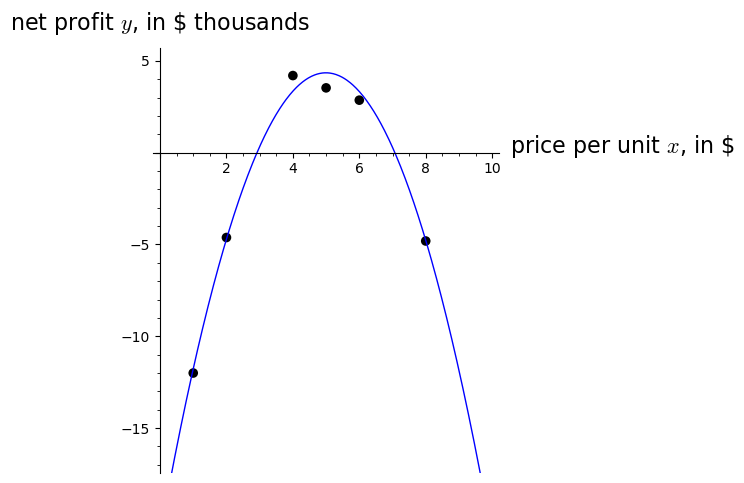 net profit y, in $ thousands
5
price per unit x, in $
2 4 6 8 10
−5
−10
−15